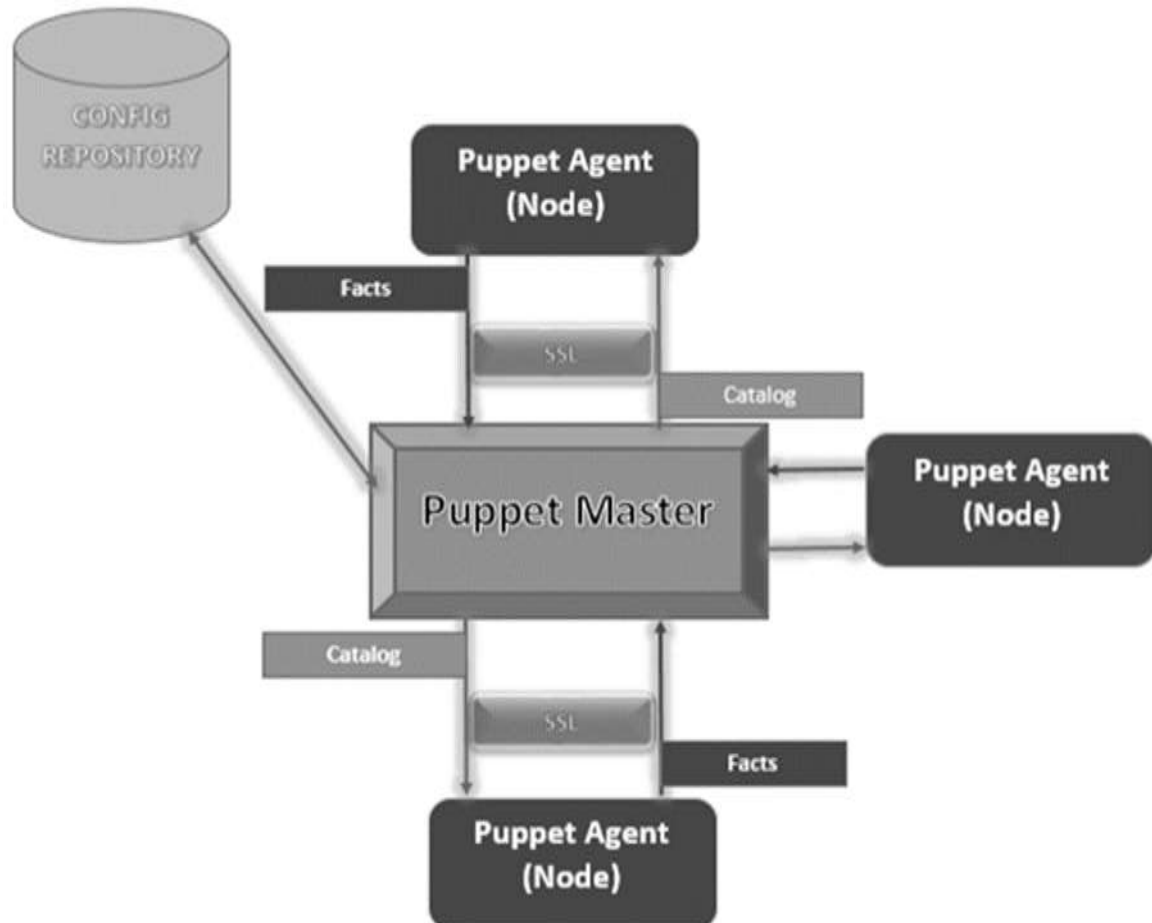 CONFIG
REPOSITORY
Puppet Agent
(Node)
Facts
SSL
Catalog
Puppet Agent
(Node)
Puppet Master
Catalog
SSL
Facts
Puppet Agent
(Node)